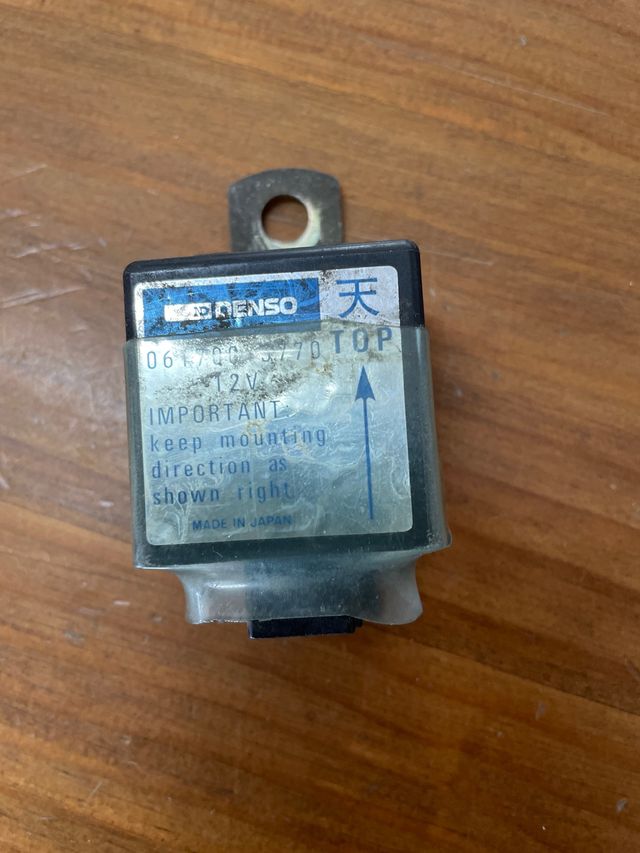 DENSO
天
TOP
12V
IMPORTANT:
keep mounting
direction as
shown right
MADE IN JAPAN